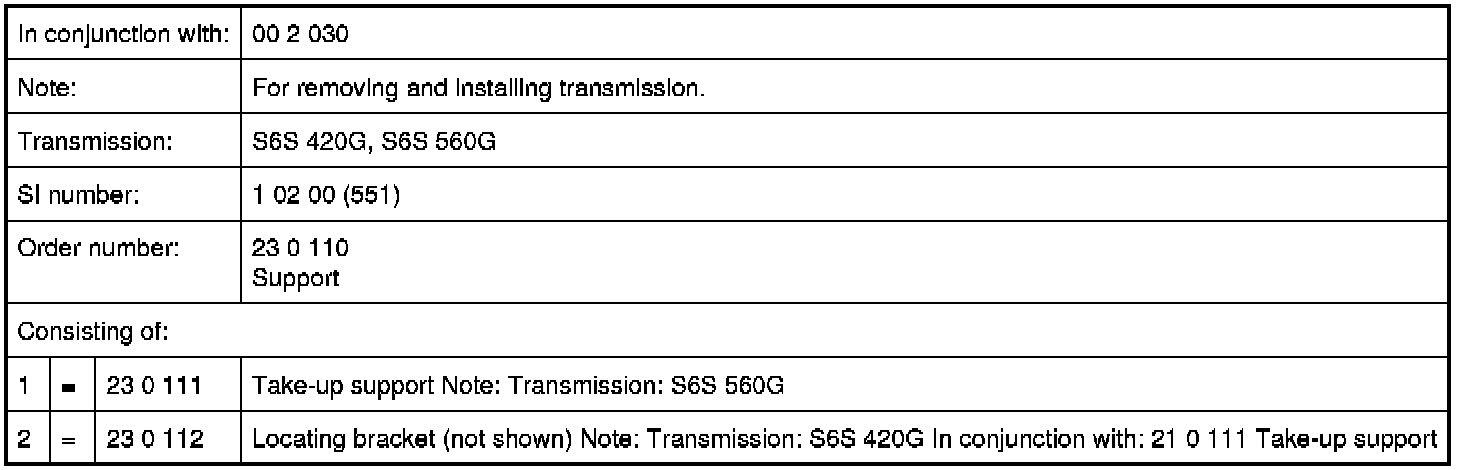 In conjunction with: 00 2 030
Note: For removing and installing transmission.
Transmission: S6S 420G, S6S 560G
SI number: 1 02 00 (551)
Order number: 23 0 110
Support
Consisting of:
1 = 23 0 111 Take-up support Note: Transmission: S6S 560G
2 = 23 0 112 Locating bracket (not shown) Note: Transmission: S6S 420G In conjunction with: 21 0 111 Take-up support